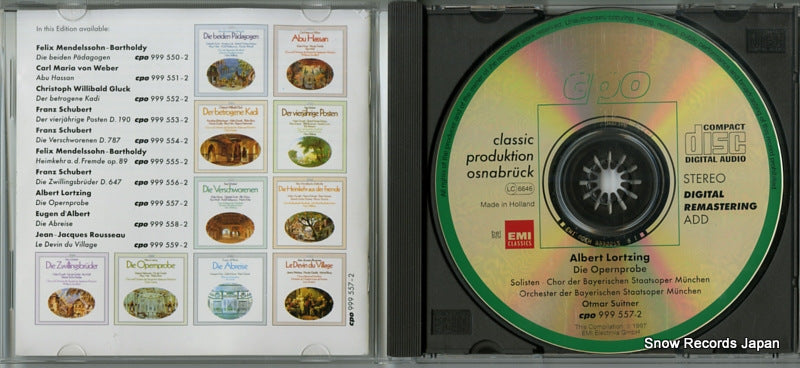 In this Edition available:
Felix Mendelssohn-Bartholdy
Die beiden Pädagogen cpo 999 550-2
Carl Maria von Weber
Abu Hassan cpo 999 551-2
Christoph Willibald Gluck
Der betrogene Kadi cpo 999 552-2
Franz Schubert
Der vierjährige Posten D. 190 cpo 999 553-2
Franz Schubert
Die Verschworenen D. 787 cpo 999 554-2
Felix Mendelssohn-Bartholdy
Heimkehr a. d. Fremde op. 89 cpo 999 555-2
Franz Schubert
Die Zwillingsbrüder D. 647 cpo 999 556-2
Albert Lortzing
Die Opernprobe cpo 999 557-2
Eugen d'Albert
Die Abreise cpo 999 558-2
Jean-Jacques Rousseau
Le Devin du Village cpo 999 559-2
Die beiden Pädagogen
Abu Hassan
Der betrogene Kadi
Der vierjährige Posten
Die Verschworenen
Die Heimkehr aus der Fremde
Die Zwillingsbrüder
Die Opernprobe
Die Abreise
Le Devin du Village
cpo 999 557-2
cpo
classic
produktion
osnabrück
LC 6646
Made in Holland
EMI
CLASSICS
COMPACT
disc
DIGITAL AUDIO
STEREO
DIGITAL
REMASTERING
ADD
Albert Lortzing
Die Opernprobe
Solisten Chor der Bayerischen Staatsoper München
Orchester der Bayerischen Staatsoper München
Otmar Suitner
cpo 999 557-2
This Compilation ℗ 1997
EMI Electrola GmbH
Snow Records Japan